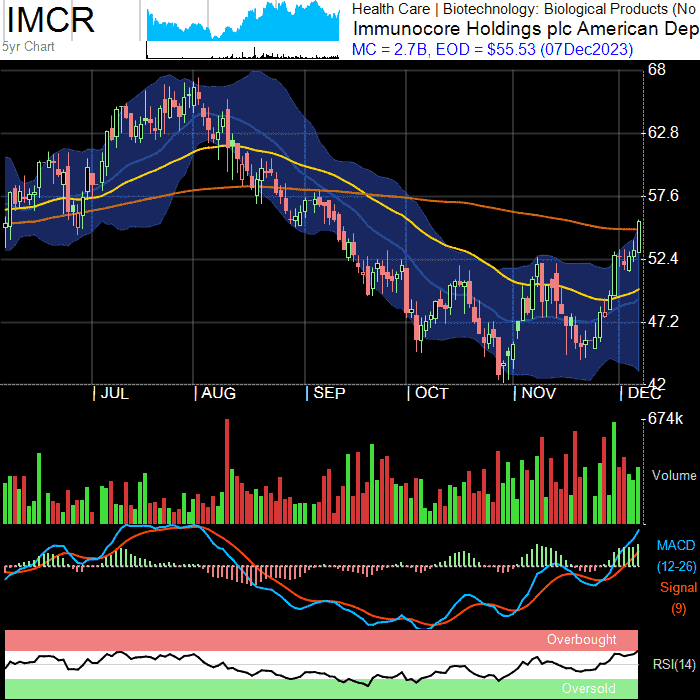 IMCR
5yr Chart
Health Care | Biotechnology: Biological Products (No
Immunocore Holdings plc American Dep
MC = 2.7B, EOD = $55.53 (07Dec2023)
68
62.8
57.6
52.4
47.2
42
| JUL | AUG | SEP | OCT | NOV | DEC
674k
Volume
MACD
(12-26)
Signal
(9)
Overbought
RSI(14)
Oversold